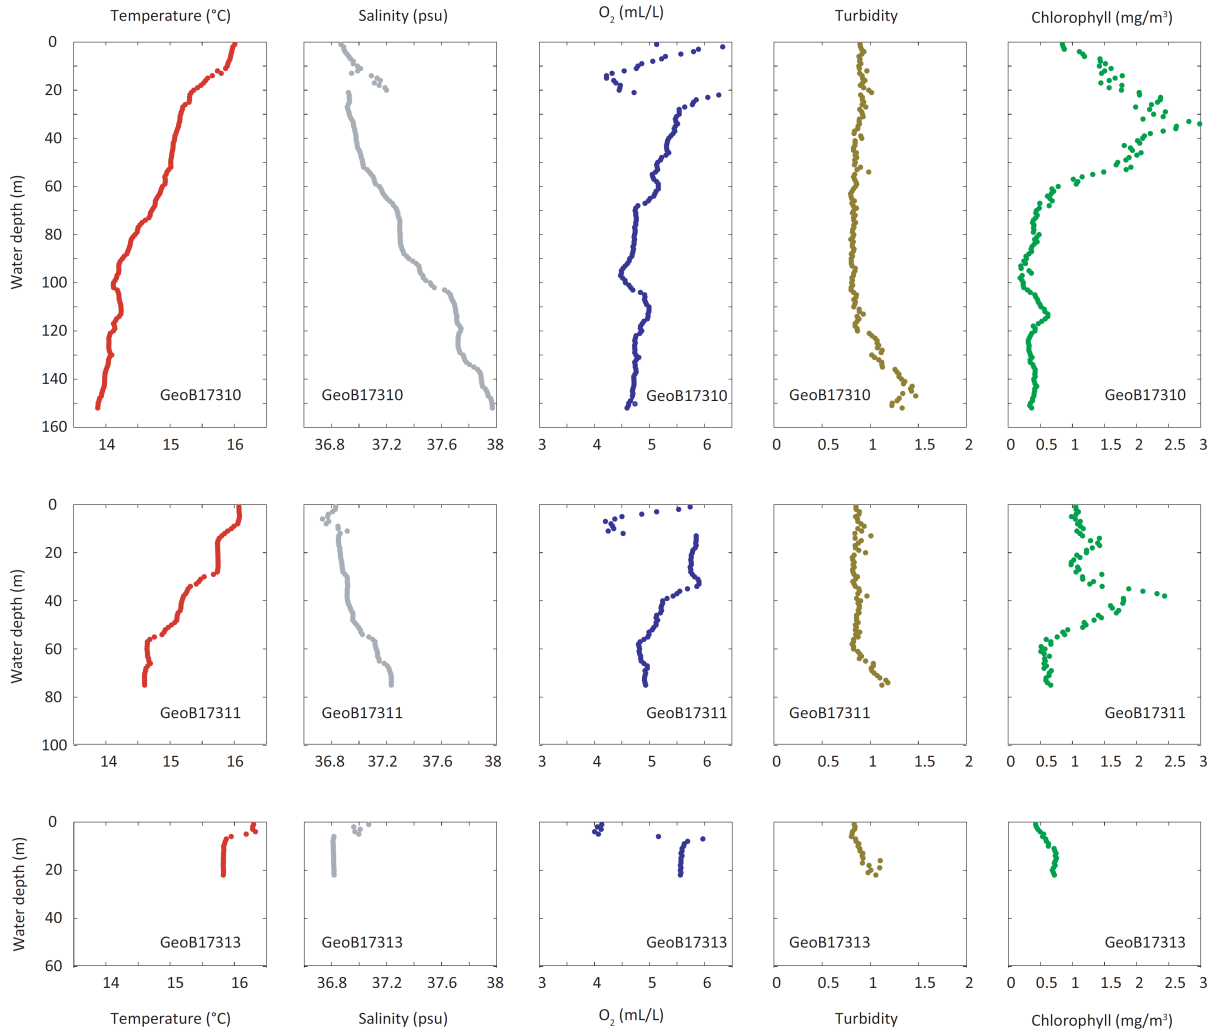 Temperature (°C) Salinity (psu) O2 (mL/L) Turbidity Chlorophyll (mg/m³)
0
20
40
60
80
100
120
140
160
Water depth (m)
GeoB17310 GeoB17310 GeoB17310 GeoB17310 GeoB17310
14 15 16 36.8 37.2 37.6 38 3 4 5 6 0 0.5 1 1.5 2 0 0.5 1 1.5 2 2.5 3
0
20
40
60
80
100
Water depth (m)
GeoB17311 GeoB17311 GeoB17311 GeoB17311 GeoB17311
14 15 16 36.8 37.2 37.6 38 3 4 5 6 0 0.5 1 1.5 2 0 0.5 1 1.5 2 2.5 3
0
20
40
60
Water depth (m)
GeoB17313 GeoB17313 GeoB17313 GeoB17313 GeoB17313
14 15 16 36.8 37.2 37.6 38 3 4 5 6 0 0.5 1 1.5 2 0 0.5 1 1.5 2 2.5 3
Temperature (°C) Salinity (psu) O2 (mL/L) Turbidity Chlorophyll (mg/m³)